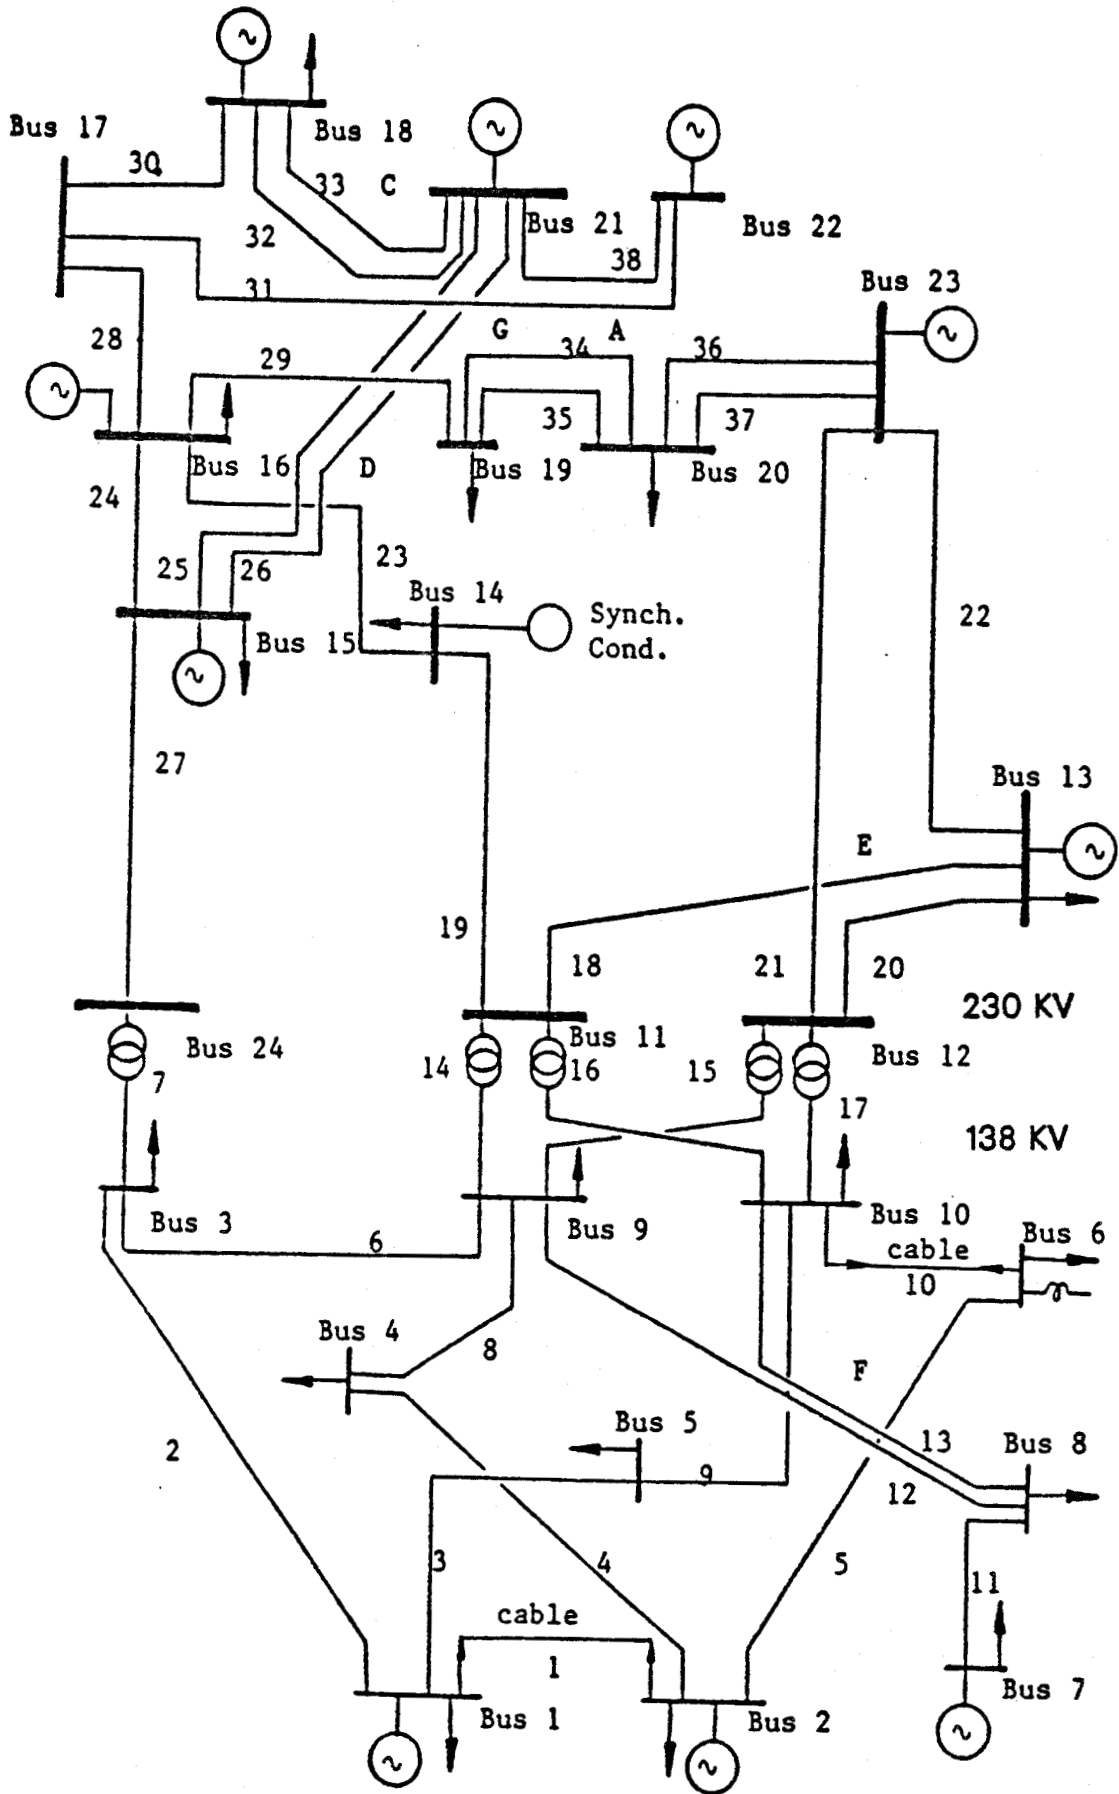 Bus 18
Bus 17
30
33
C
Bus 21
Bus 22
32
38
31
Bus 23
G
A
28
29
34
36
35
37
Bus 16
D
Bus 19
Bus 20
24
25
26
23
Bus 14
Synch.
Cond.
22
Bus 15
27
Bus 13
E
19
18
21
20
230 KV
Bus 24
Bus 11
Bus 12
7
14
16
15
17
138 KV
Bus 3
Bus 9
Bus 10
Bus 6
6
cable
10
Bus 4
8
F
2
Bus 5
13
Bus 8
9
12
3
4
5
11
cable
1
Bus 1
Bus 2
Bus 7